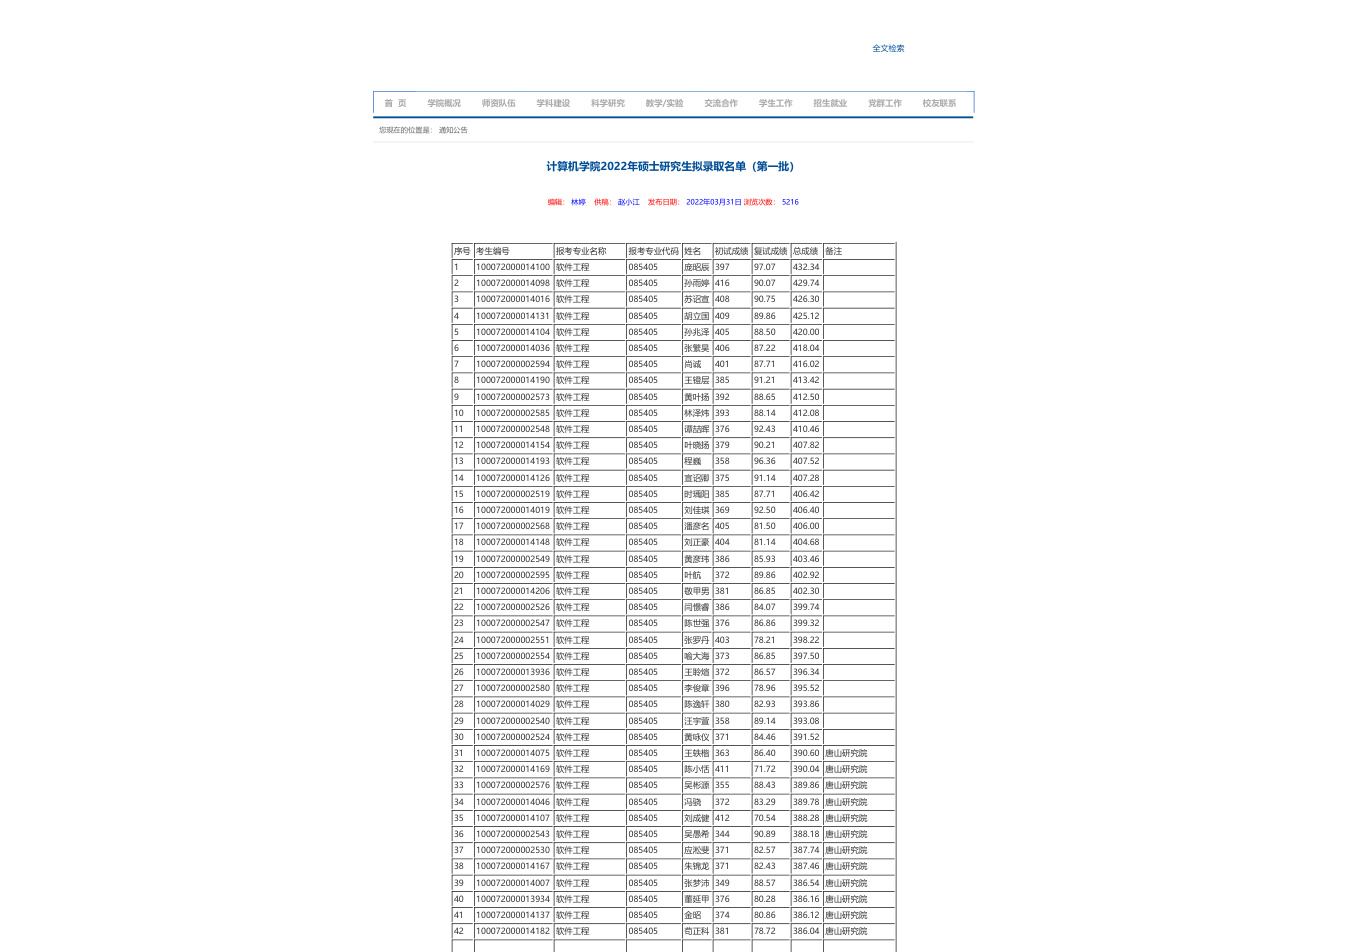 全文检索
首 页 学院概况 师资队伍 学科建设 科学研究 教学/实验 交流合作 学生工作 招生就业 党群工作 校友联系
您现在的位置是： 通知公告
计算机学院2022年硕士研究生拟录取名单（第一批）
编辑： 林婷 供稿： 赵小江 发布日期： 2022年03月31日 浏览次数： 5216
序号 考生编号 报考专业名称 报考专业代码 姓名 初试成绩 复试成绩 总成绩 备注
1 100072000014100 软件工程 085405 庞昭辰 397 97.07 432.34
2 100072000014098 软件工程 085405 孙雨婷 416 90.07 429.74
3 100072000014016 软件工程 085405 苏诏宣 408 90.75 426.30
4 100072000014131 软件工程 085405 胡立国 409 89.86 425.12
5 100072000014104 软件工程 085405 孙兆泽 405 88.50 420.00
6 100072000014036 软件工程 085405 张繁昊 406 87.22 418.04
7 100072000002594 软件工程 085405 尚诚 401 87.71 416.02
8 100072000014190 软件工程 085405 王镫层 385 91.21 413.42
9 100072000002573 软件工程 085405 黄叶扬 392 88.65 412.50
10 100072000002585 软件工程 085405 林泽炜 393 88.14 412.08
11 100072000002548 软件工程 085405 谭喆晖 376 92.43 410.46
12 100072000014154 软件工程 085405 叶晓扬 379 90.21 407.82
13 100072000014193 软件工程 085405 程巍 358 96.36 407.52
14 100072000014126 软件工程 085405 宣诏卿 375 91.14 407.28
15 100072000002519 软件工程 085405 时瑀阳 385 87.71 406.42
16 100072000014019 软件工程 085405 刘佳琪 369 92.50 406.40
17 100072000002568 软件工程 085405 潘彦名 405 81.50 406.00
18 100072000014148 软件工程 085405 刘正豪 404 81.14 404.68
19 100072000002549 软件工程 085405 黄彦玮 386 85.93 403.46
20 100072000002595 软件工程 085405 叶航 372 89.86 402.92
21 100072000014206 软件工程 085405 敬甲男 381 86.85 402.30
22 100072000002526 软件工程 085405 闫憬睿 386 84.07 399.74
23 100072000002547 软件工程 085405 陈世强 376 86.86 399.32
24 100072000002551 软件工程 085405 张罗丹 403 78.21 398.22
25 100072000002554 软件工程 085405 喻大海 373 86.85 397.50
26 100072000013936 软件工程 085405 王聆煊 372 86.57 396.34
27 100072000002580 软件工程 085405 李俊章 396 78.96 395.52
28 100072000014029 软件工程 085405 陈逸轩 380 82.93 393.86
29 100072000002540 软件工程 085405 汪宇萱 358 89.14 393.08
30 100072000002524 软件工程 085405 黄咏仪 371 84.46 391.52
31 100072000014075 软件工程 085405 王轶楷 363 86.40 390.60 唐山研究院
32 100072000014169 软件工程 085405 陈小恬 411 71.72 390.04 唐山研究院
33 100072000002576 软件工程 085405 吴彬源 355 88.43 389.86 唐山研究院
34 100072000014046 软件工程 085405 冯骁 372 83.29 389.78 唐山研究院
35 100072000014107 软件工程 085405 刘成健 412 70.54 388.28 唐山研究院
36 100072000002543 软件工程 085405 吴愚希 344 90.89 388.18 唐山研究院
37 100072000002530 软件工程 085405 应淞斐 371 82.57 387.74 唐山研究院
38 100072000014167 软件工程 085405 朱锦龙 371 82.43 387.46 唐山研究院
39 100072000014007 软件工程 085405 张梦沛 349 88.57 386.54 唐山研究院
40 100072000013934 软件工程 085405 董延甲 376 80.28 386.16 唐山研究院
41 100072000014137 软件工程 085405 金昭 374 80.86 386.12 唐山研究院
42 100072000014182 软件工程 085405 苟正科 381 78.72 386.04 唐山研究院